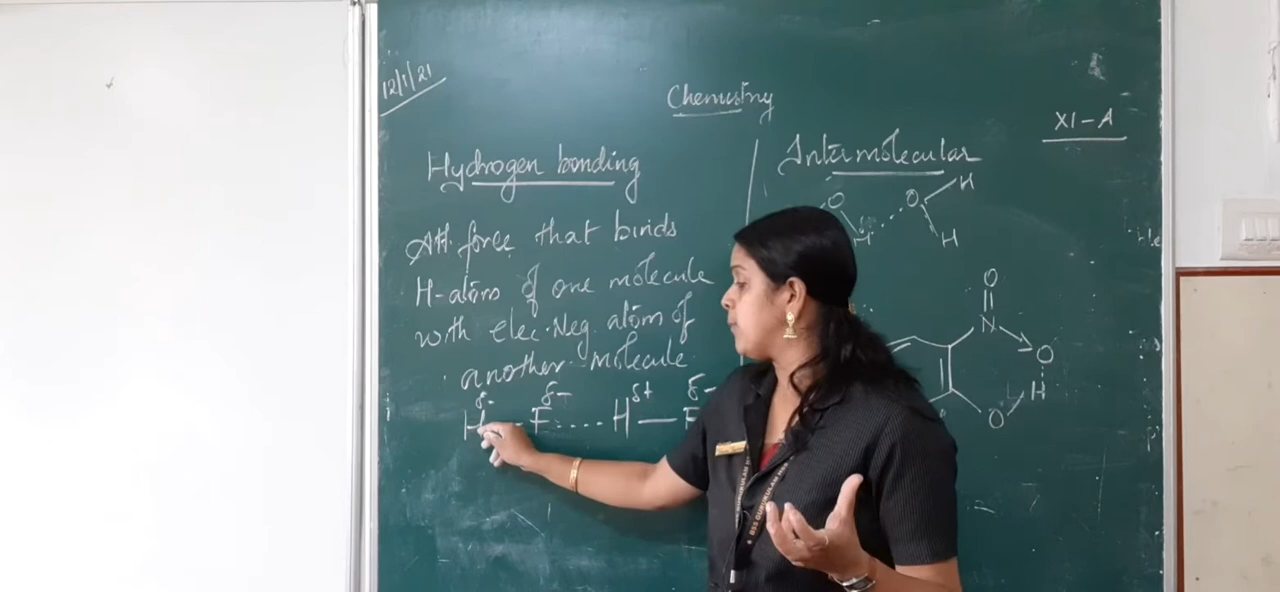 12/1/21
Chemistry
XI-A
Hydrogen bonding
Att. force that binds
H-atom of one molecule
with elec.Neg. atom of
another molecule
δ- δ- δ+ δ-
H—F....H—F
Intermolecular
O O H
H H
O
N
O
H
O